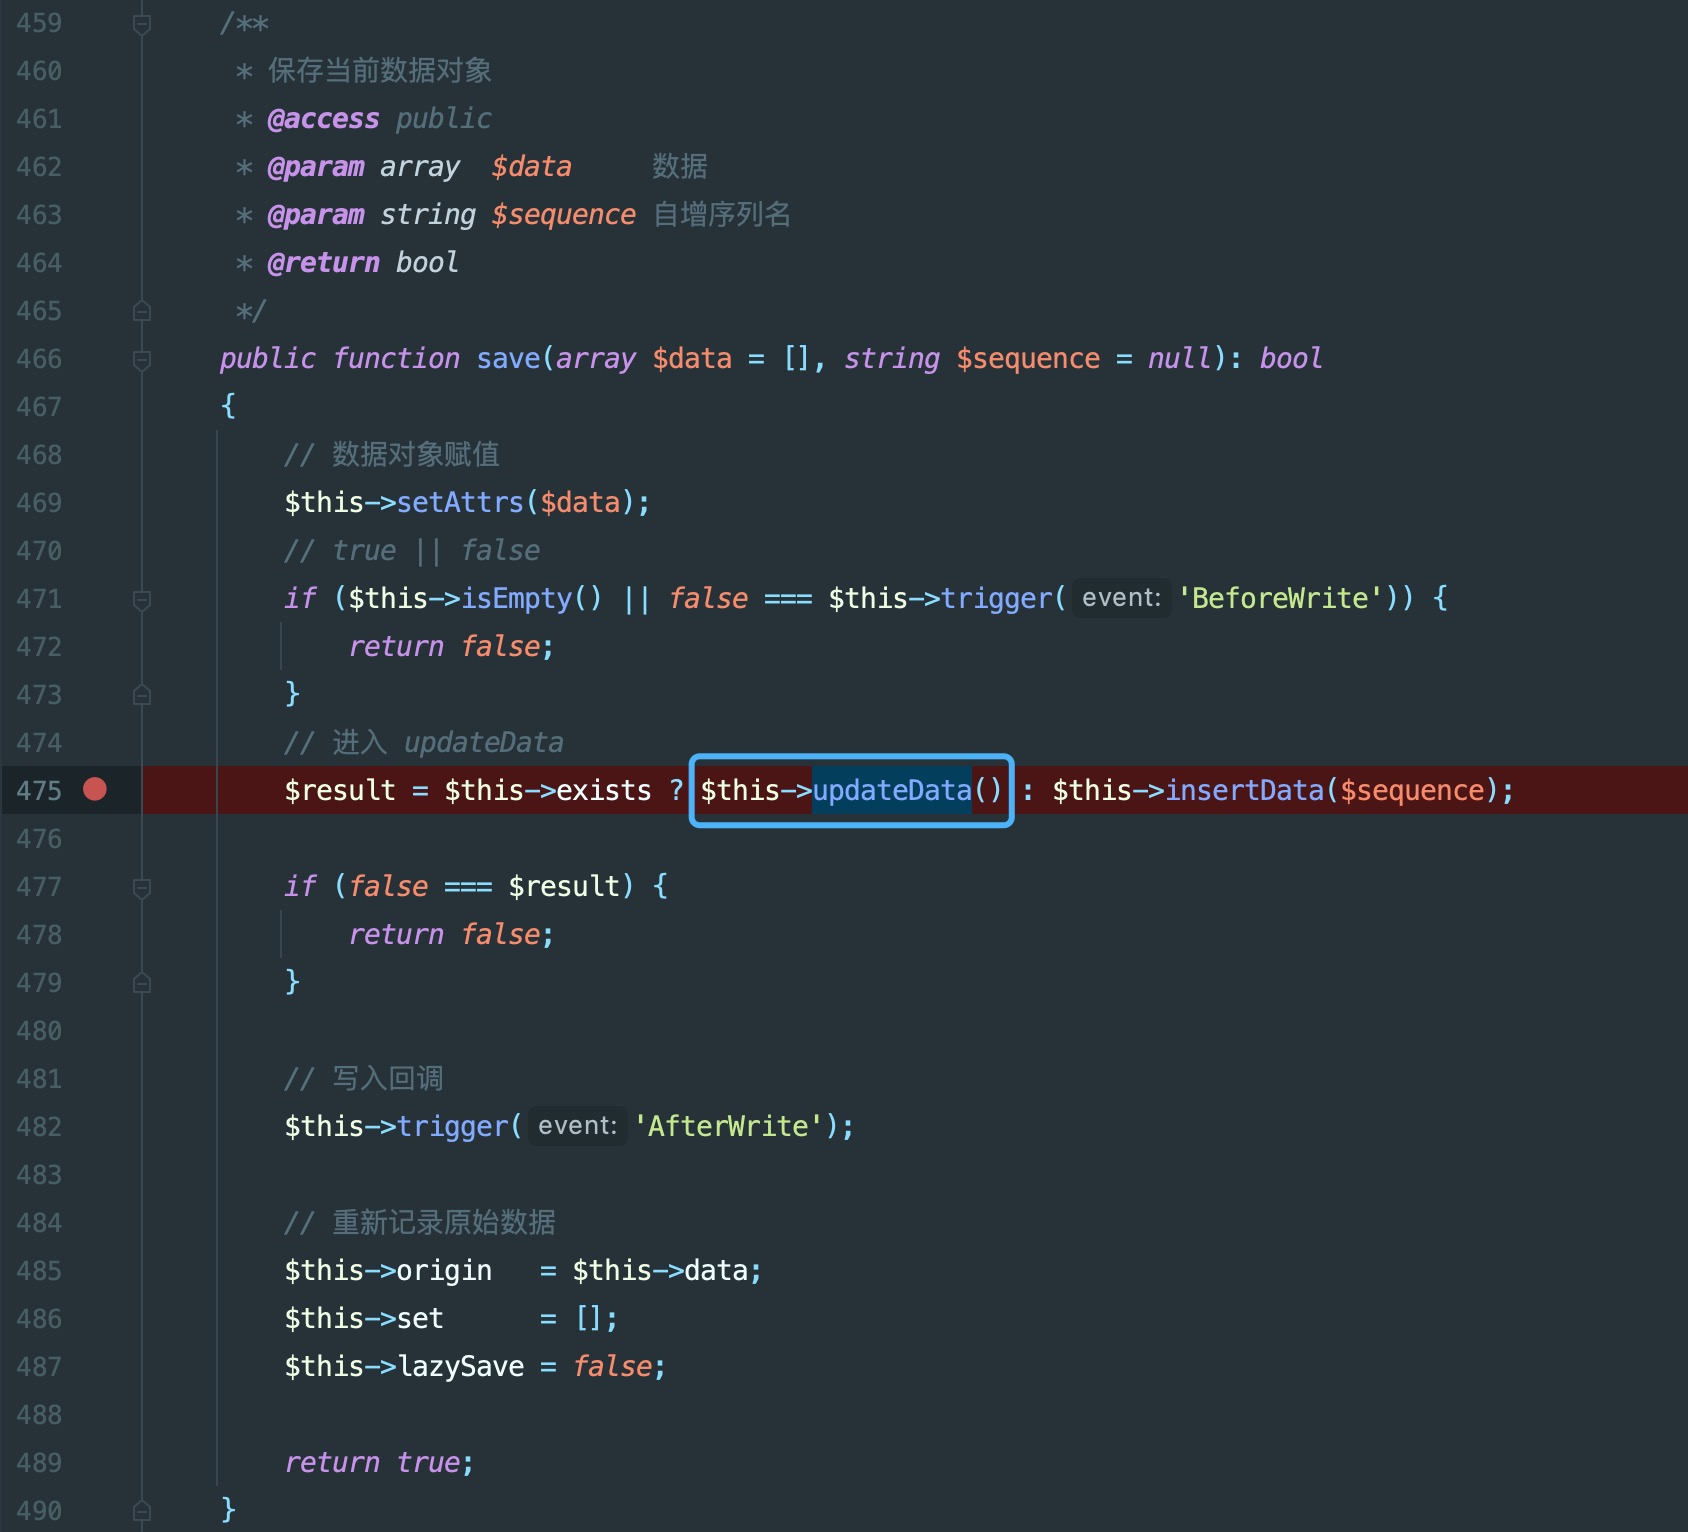 459 /**
460 * 保存当前数据对象
461 * @access public
462 * @param array  $data     数据
463 * @param string $sequence 自增序列名
464 * @return bool
465 */
466 public function save(array $data = [], string $sequence = null): bool
467 {
468 // 数据对象赋值
469 $this->setAttrs($data);
470 // true || false
471 if ($this->isEmpty() || false === $this->trigger( event: 'BeforeWrite')) {
472 return false;
473 }
474 // 进入 updateData
475 $result = $this->exists ? $this->updateData() : $this->insertData($sequence);
476
477 if (false === $result) {
478 return false;
479 }
480
481 // 写入回调
482 $this->trigger( event: 'AfterWrite');
483
484 // 重新记录原始数据
485 $this->origin   = $this->data;
486 $this->set      = [];
487 $this->lazySave = false;
488
489 return true;
490 }